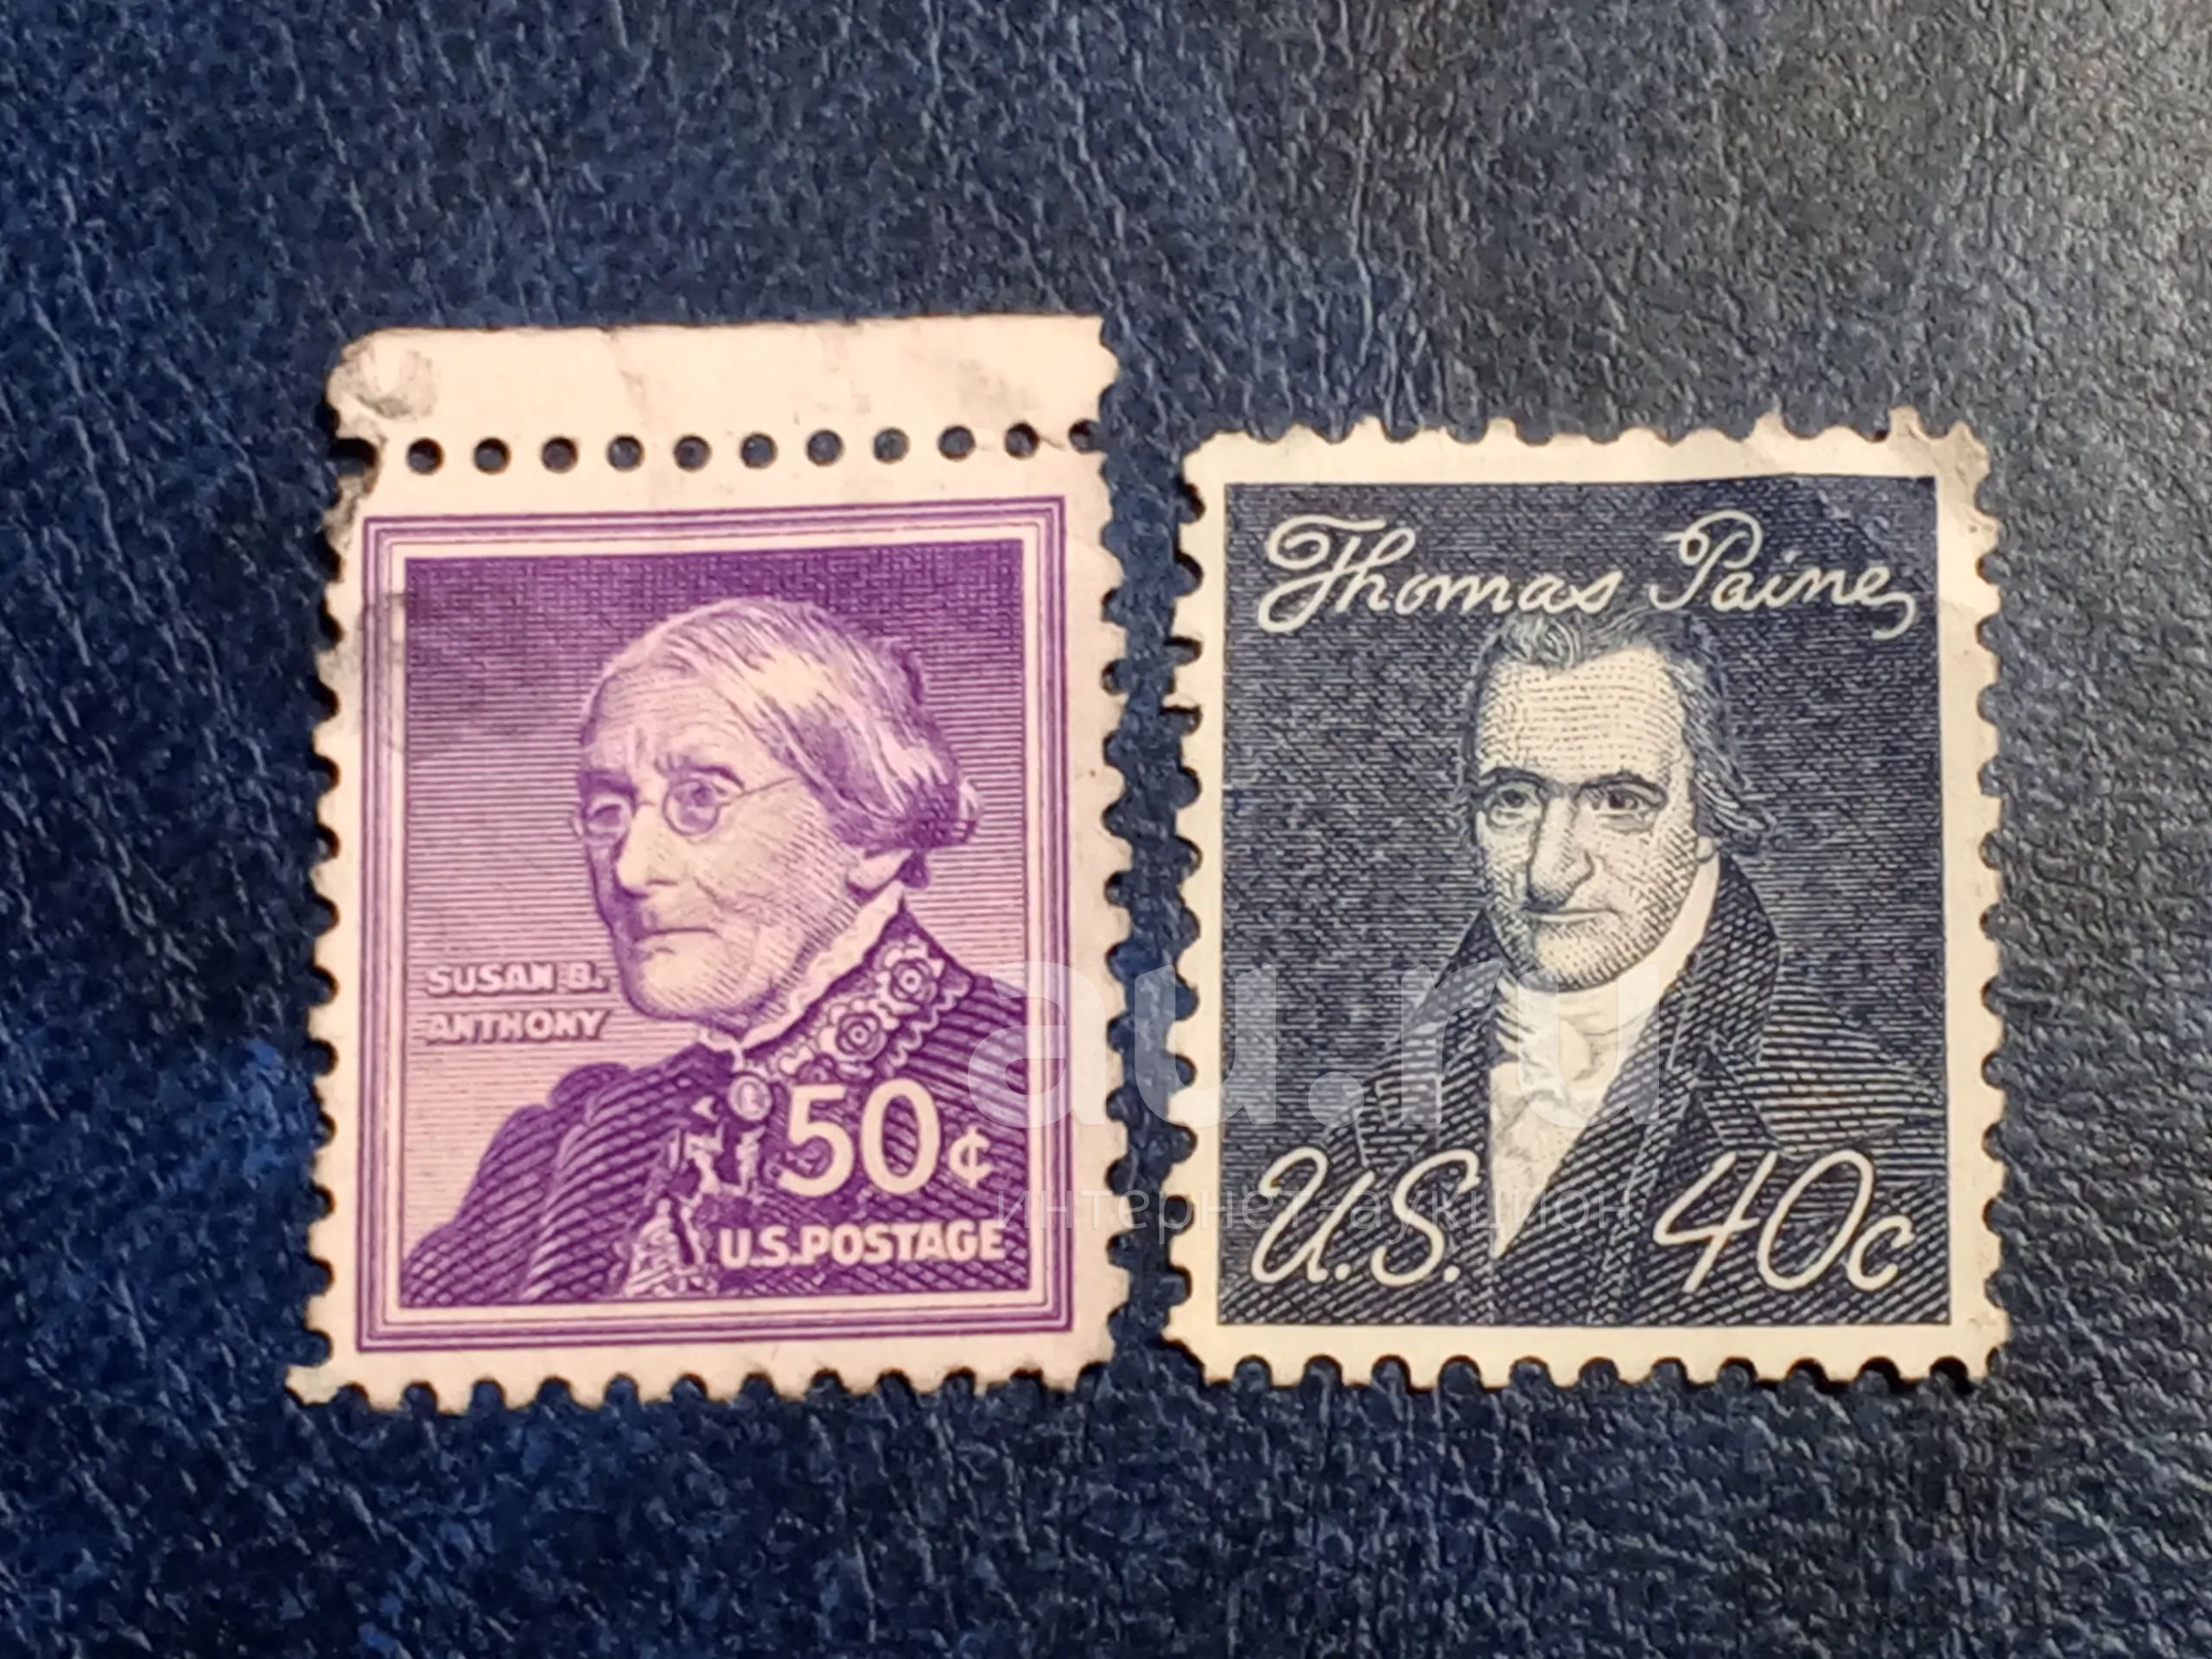 SUSAN B.
ANTHONY
50¢
U.S.POSTAGE
Thomas Paine
U.S. 40c
au.ru
интернет-аукцион